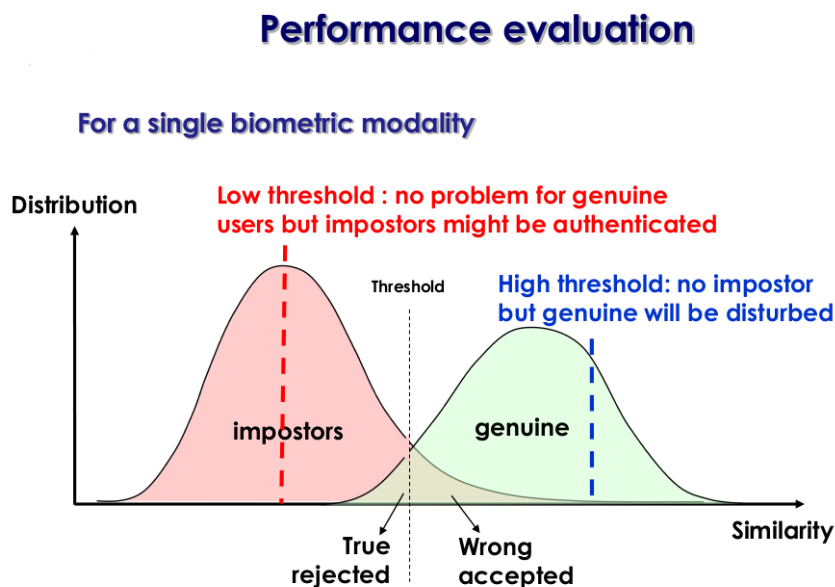 Performance evaluation
For a single biometric modality
Low threshold : no problem for genuine
users but impostors might be authenticated
Distribution
High threshold: no impostor
but genuine will be disturbed
Threshold
impostors
genuine
Similarity
True
rejected
Wrong
accepted